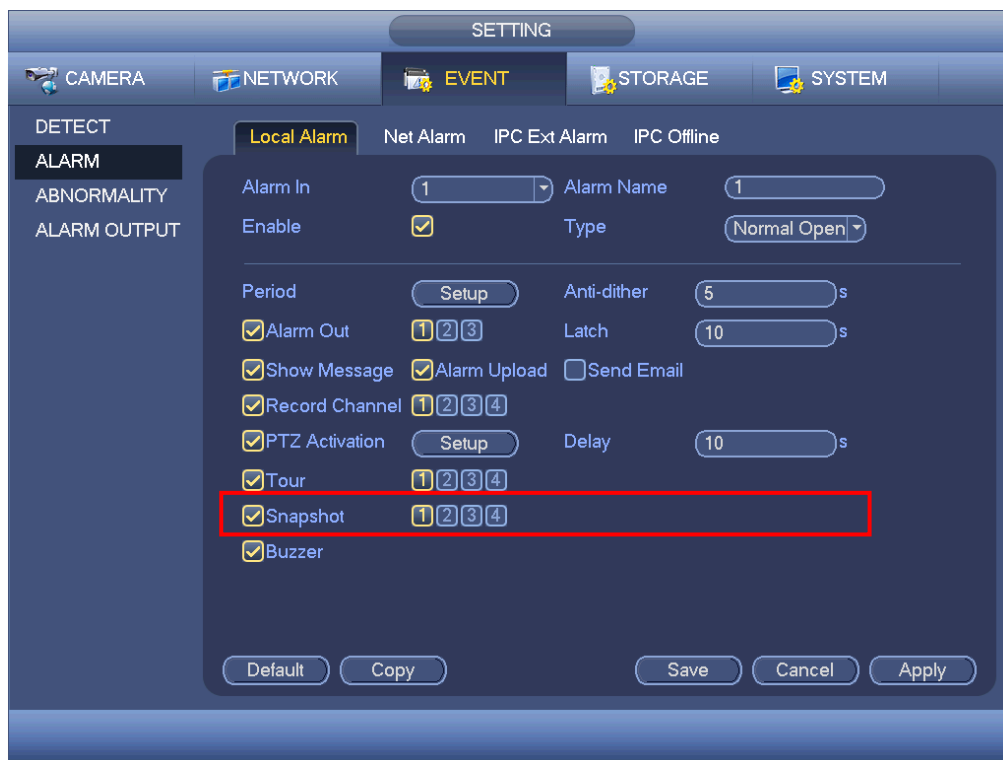 SETTING
CAMERA NETWORK EVENT STORAGE SYSTEM
DETECT
ALARM
ABNORMALITY
ALARM OUTPUT
Local Alarm Net Alarm IPC Ext Alarm IPC Offline
Alarm In 1 Alarm Name 1
Enable Type Normal Open
Period Setup Anti-dither 5 s
Alarm Out 1 2 3 Latch 10 s
Show Message Alarm Upload Send Email
Record Channel 1 2 3 4
PTZ Activation Setup Delay 10 s
Tour 1 2 3 4
Snapshot 1 2 3 4
Buzzer
Default Copy Save Cancel Apply